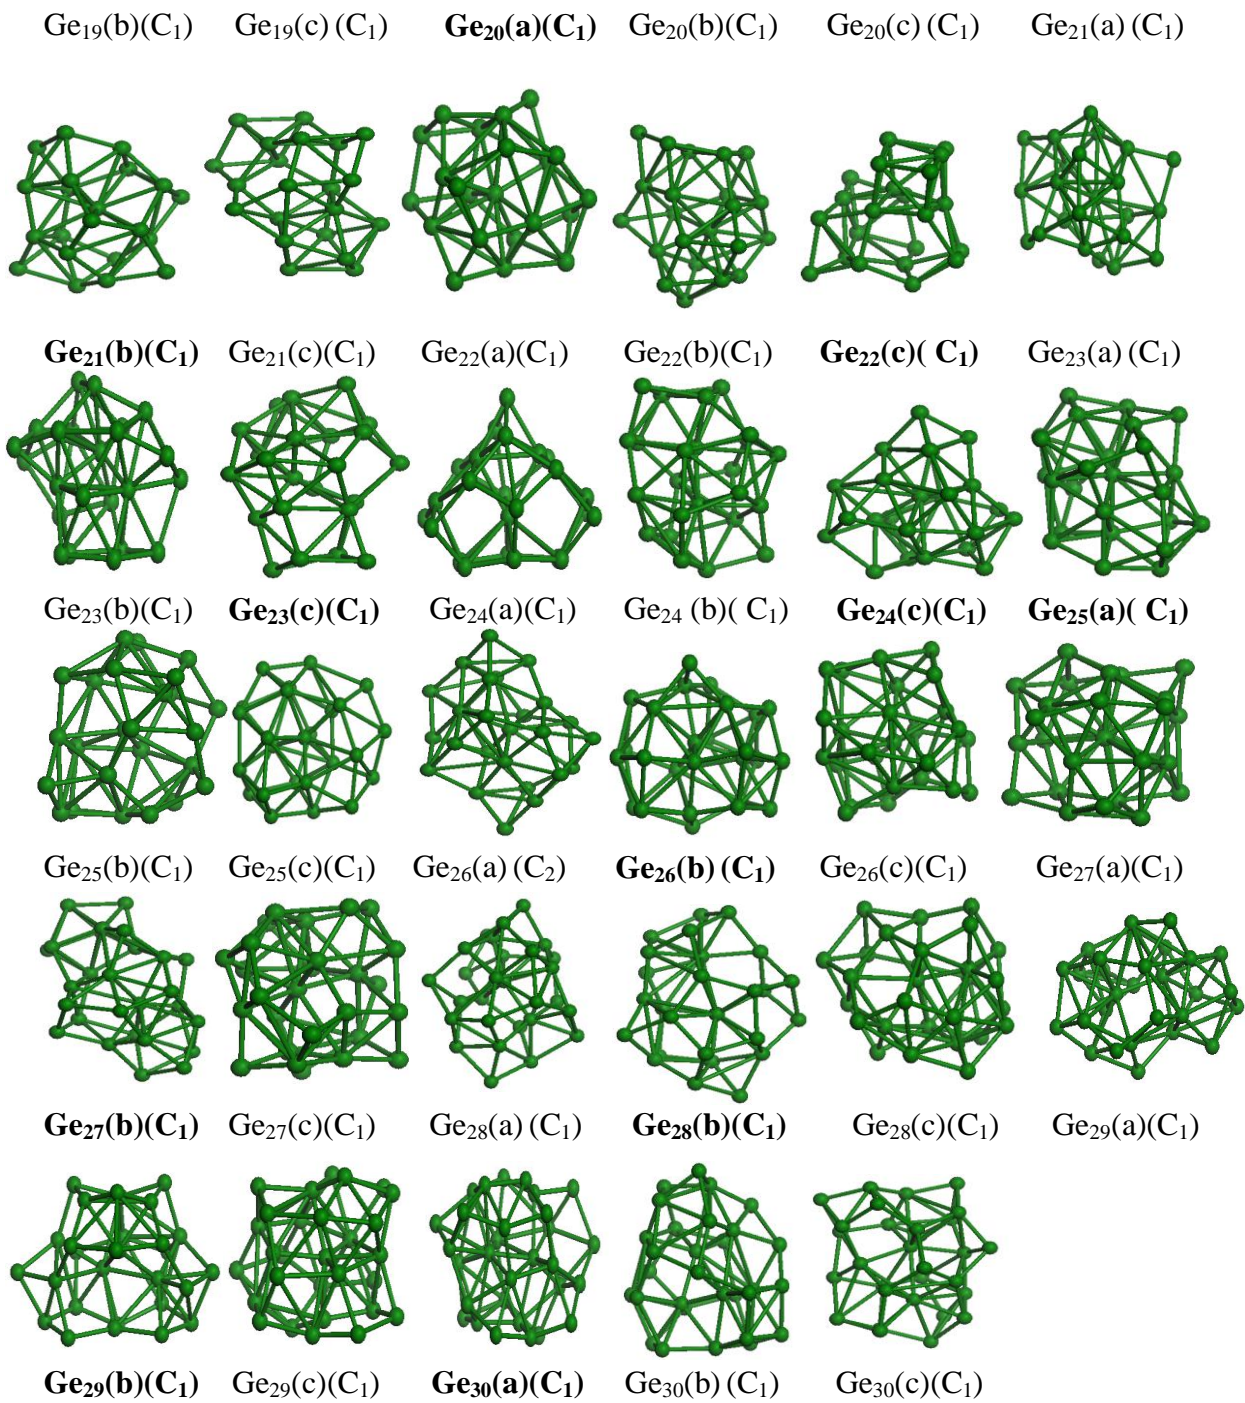 Ge₁₉(b)(C₁) Ge₁₉(c) (C₁) Ge₂₀(a)(C₁) Ge₂₀(b)(C₁) Ge₂₀(c) (C₁) Ge₂₁(a) (C₁)
Ge₂₁(b)(C₁) Ge₂₁(c)(C₁) Ge₂₂(a)(C₁) Ge₂₂(b)(C₁) Ge₂₂(c)( C₁) Ge₂₃(a) (C₁)
Ge₂₃(b)(C₁) Ge₂₃(c)(C₁) Ge₂₄(a)(C₁) Ge₂₄ (b)( C₁) Ge₂₄(c)(C₁) Ge₂₅(a)( C₁)
Ge₂₅(b)(C₁) Ge₂₅(c)(C₁) Ge₂₆(a) (C₂) Ge₂₆(b) (C₁) Ge₂₆(c)(C₁) Ge₂₇(a)(C₁)
Ge₂₇(b)(C₁) Ge₂₇(c)(C₁) Ge₂₈(a) (C₁) Ge₂₈(b)(C₁) Ge₂₈(c)(C₁) Ge₂₉(a)(C₁)
Ge₂₉(b)(C₁) Ge₂₉(c)(C₁) Ge₃₀(a)(C₁) Ge₃₀(b) (C₁) Ge₃₀(c)(C₁)